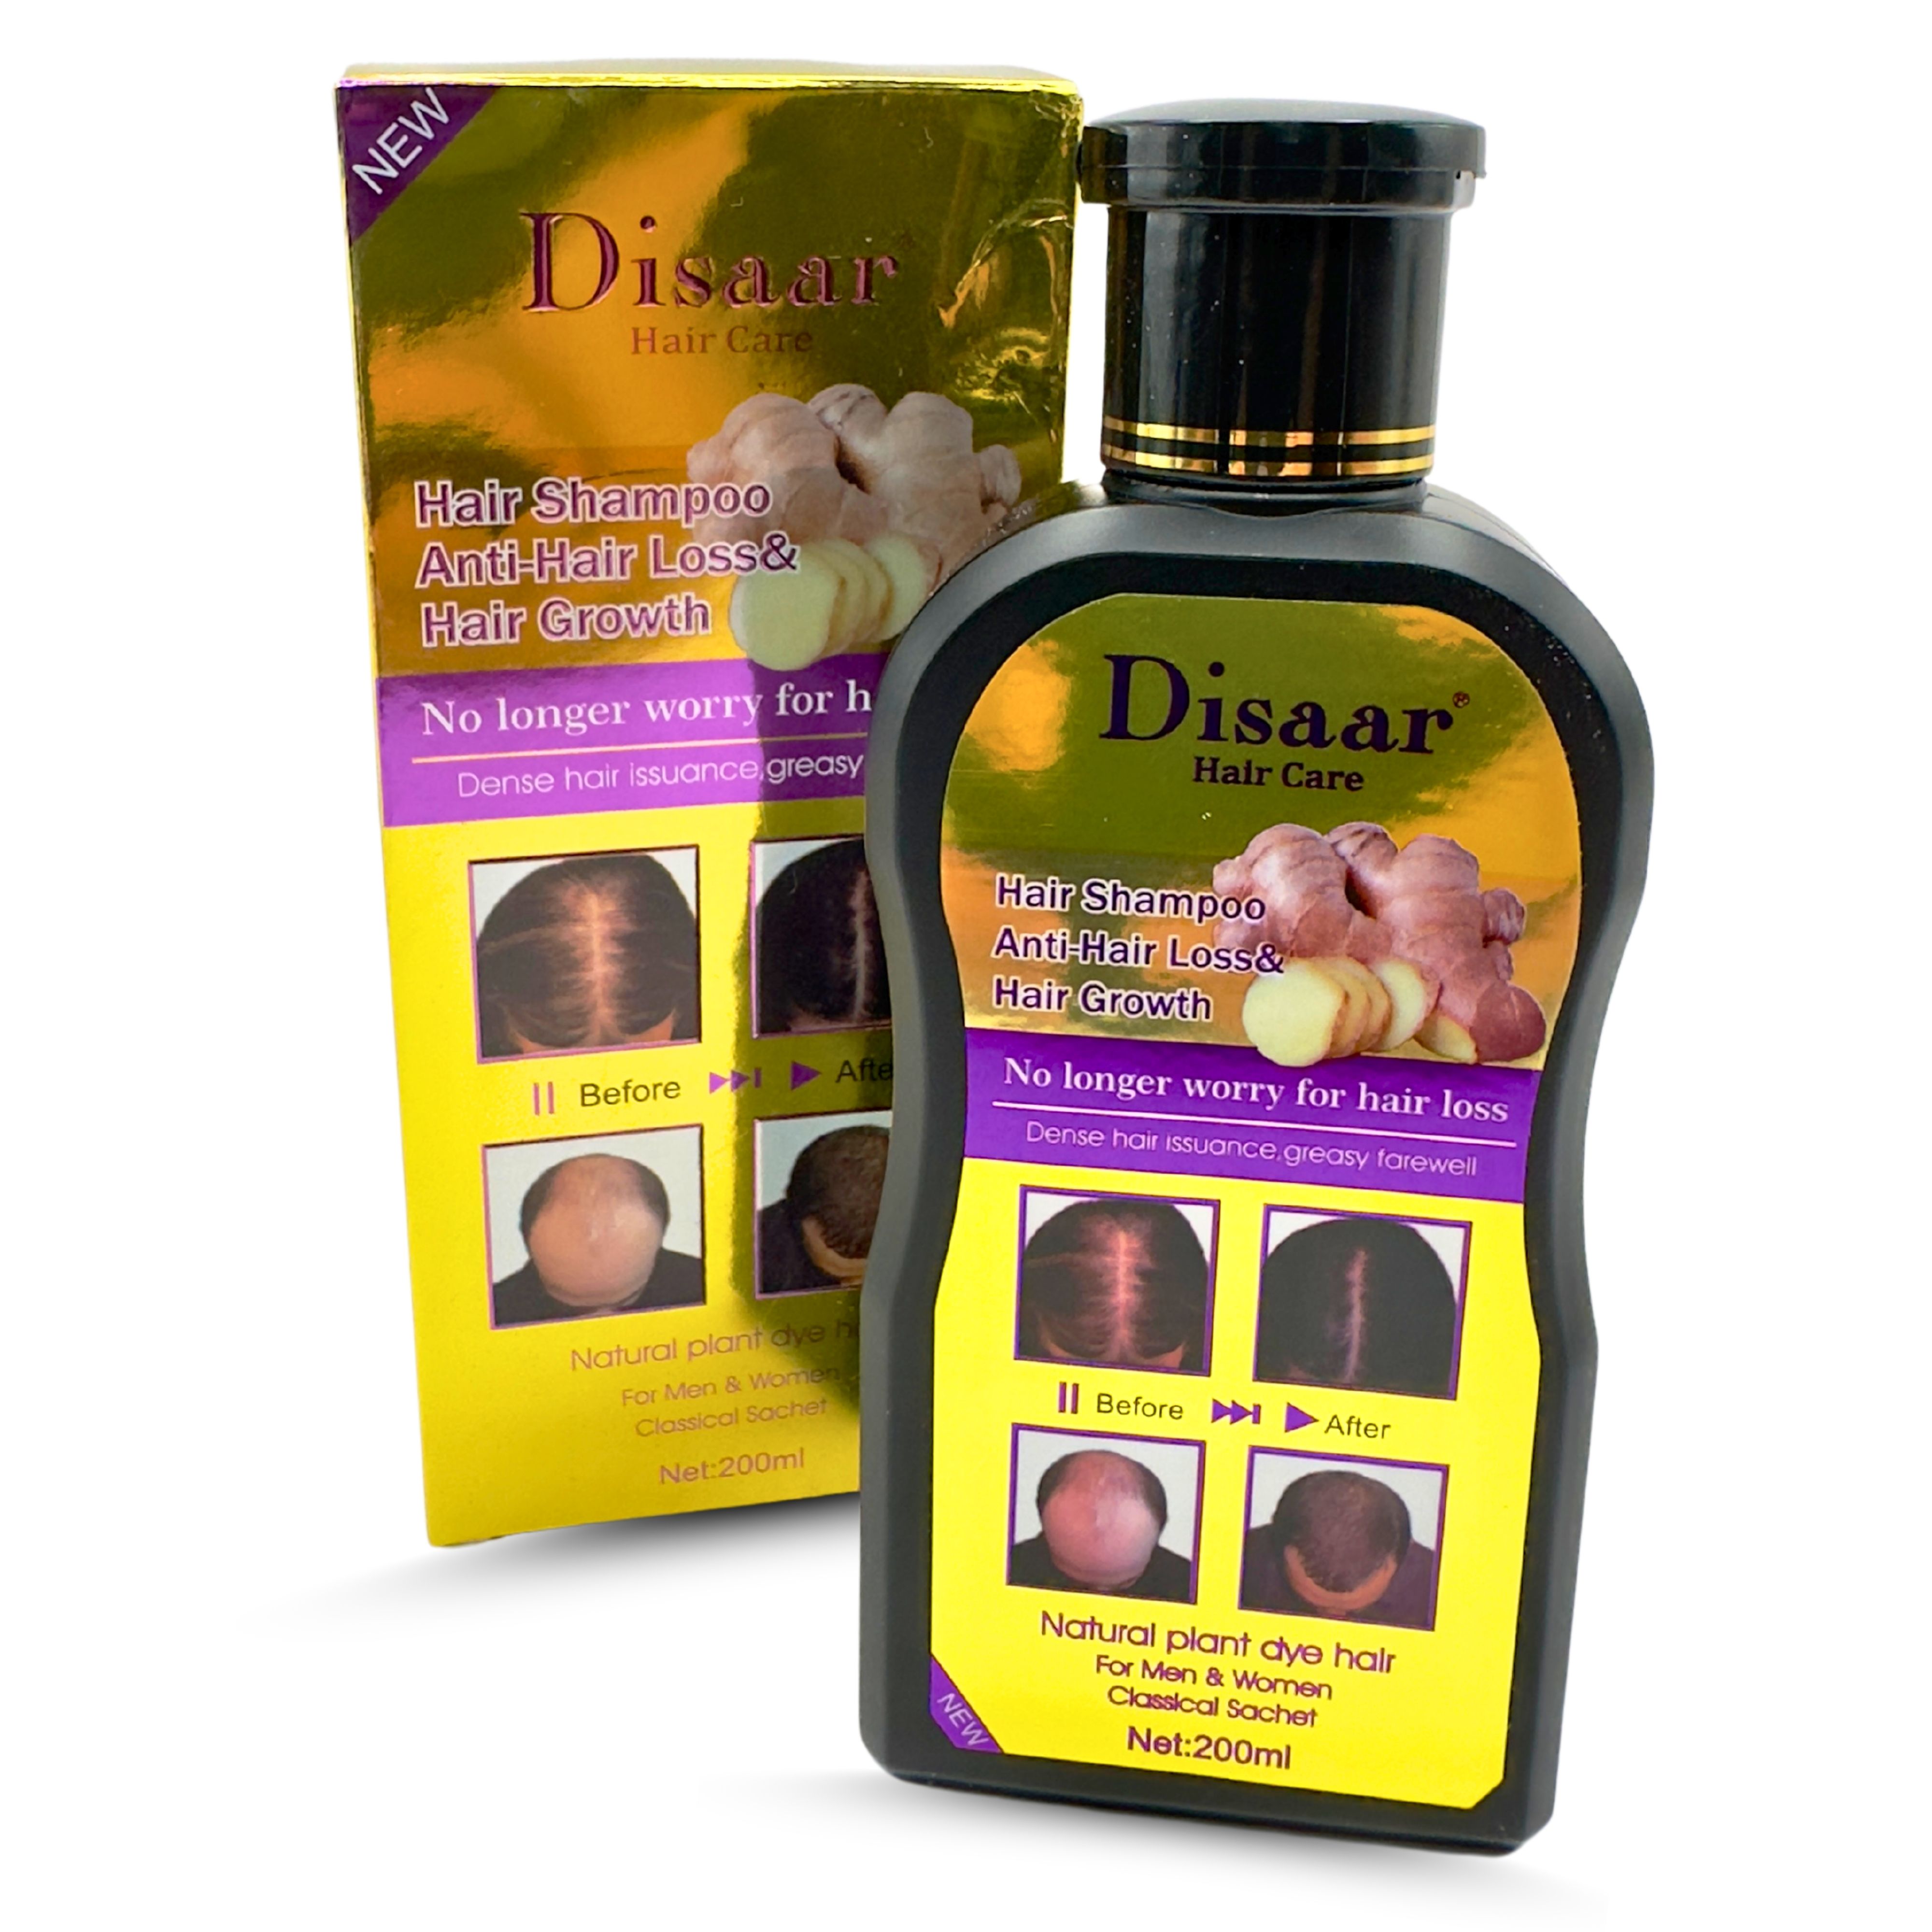 NEW
Disaar
Hair Care
Hair Shampoo
Anti-Hair Loss&
Hair Growth
No longer worry for h
Dense hair issuance,greasy
Before
Afte
Natural plant dye h
For Men & Women
Classical Sachet
Net:200ml
Disaar®
Hair Care
Hair Shampoo
Anti-Hair Loss&
Hair Growth
No longer worry for hair loss
Dense hair issuance,greasy farewell
Before
After
Natural plant dye hair
For Men & Women
Classical Sachet
Net:200ml
NEW